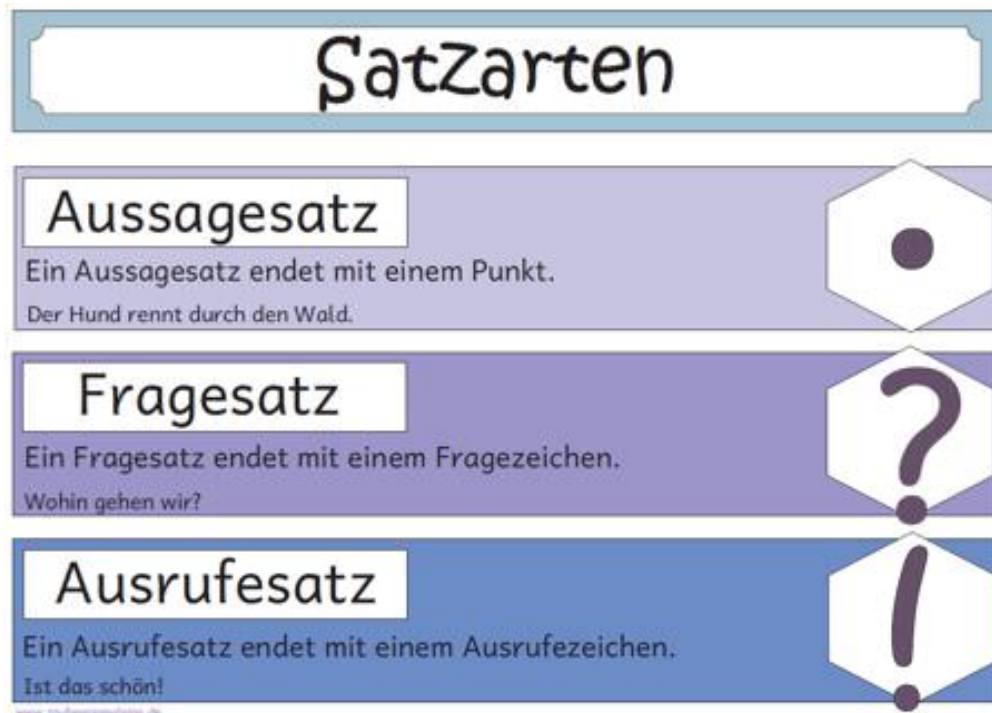 Satzarten
Aussagesatz
Ein Aussagesatz endet mit einem Punkt.
Der Hund rennt durch den Wald.
.
Fragesatz
Ein Fragesatz endet mit einem Fragezeichen.
Wohin gehen wir?
?
Ausrufesatz
Ein Ausrufesatz endet mit einem Ausrufezeichen.
Ist das schön!
!